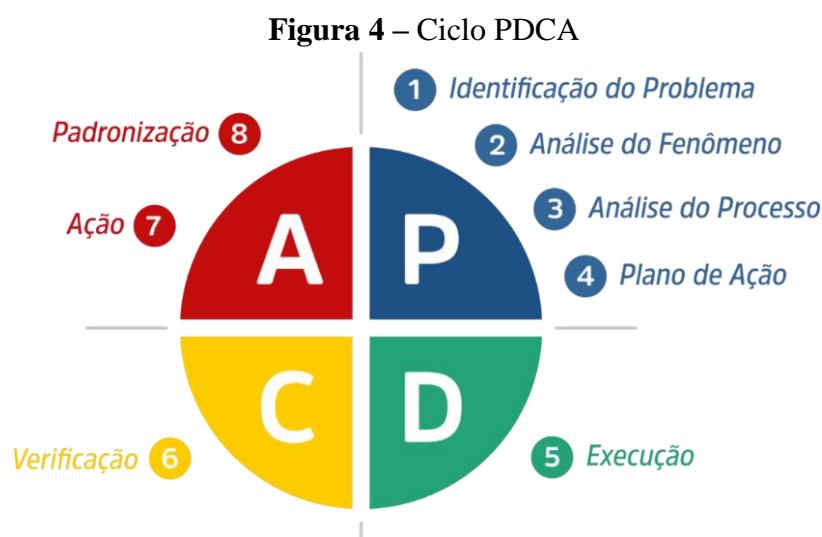 Figura 4 – Ciclo PDCA
1 Identificação do Problema
2 Análise do Fenômeno
3 Análise do Processo
4 Plano de Ação
Padronização 8
Ação 7
A P
C D
Verificação 6
5 Execução